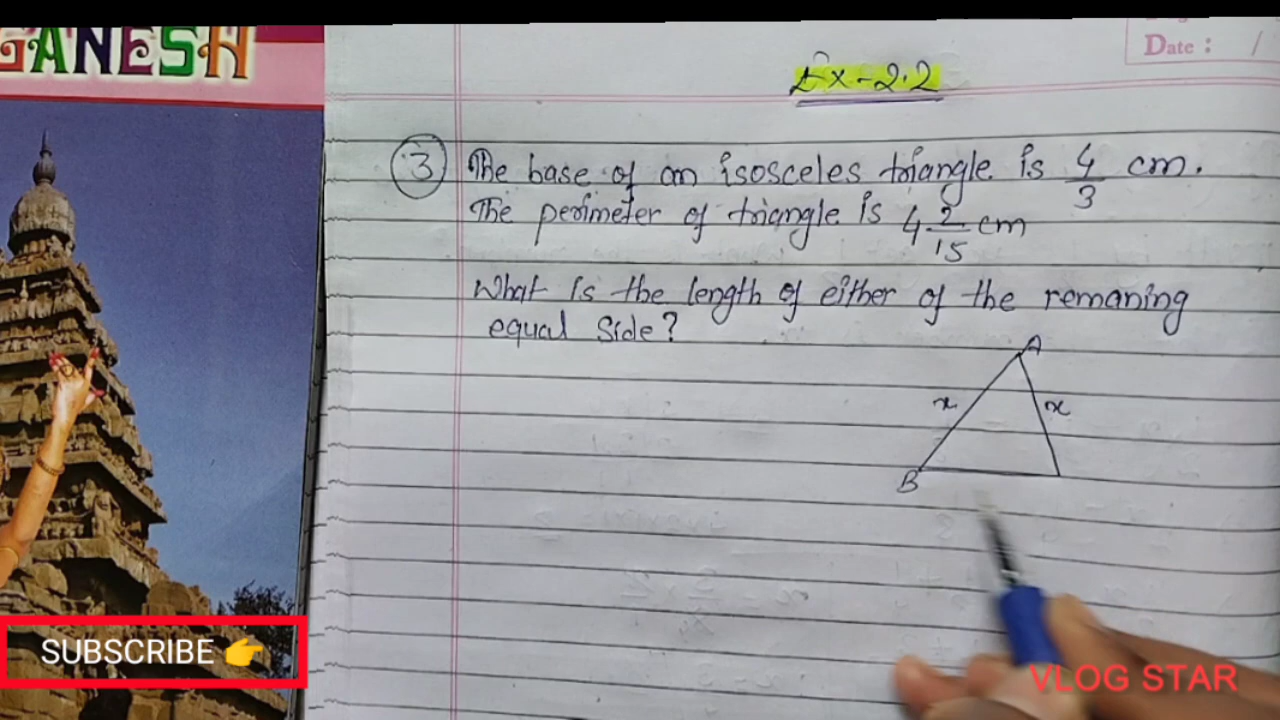 GANESH
Date : /
Ex-2.2
3 The base of an isosceles triangle is 4/3 cm.
The perimeter of triangle is 4 2/15 cm
What is the length of either of the remaning
equal side?
A
x x
B
SUBSCRIBE 👉
VLOG STAR